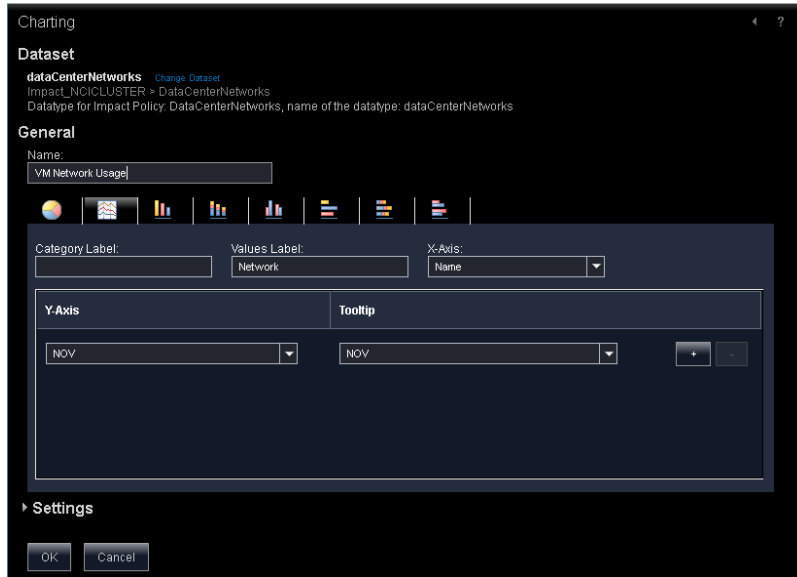 Charting
?
Dataset
dataCenterNetworks Change Dataset
Impact_NCICLUSTER > DataCenterNetworks
Datatype for Impact Policy: DataCenterNetworks, name of the datatype: dataCenterNetworks
General
Name:
VM Network Usage
Category Label: Values Label: X-Axis:
Network Name
Y-Axis Tooltip
NOV NOV + -
Settings
OK Cancel